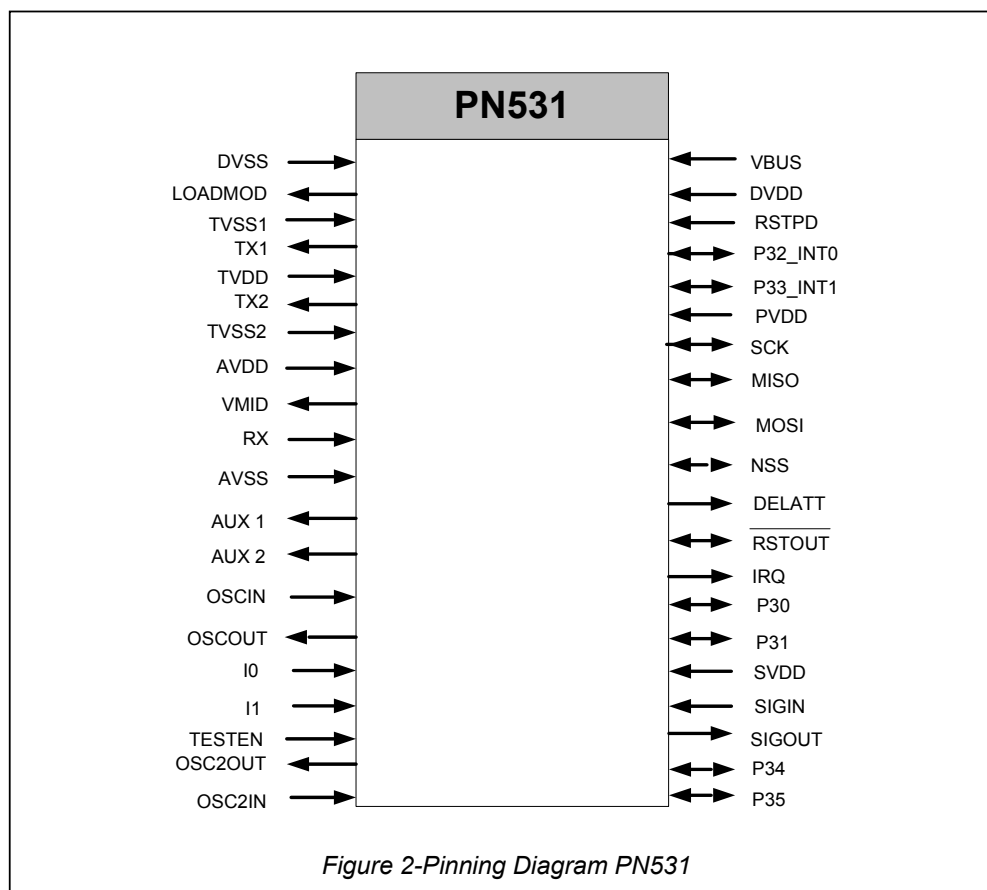 PN531
DVSS
LOADMOD
TVSS1
TX1
TVDD
TX2
TVSS2
AVDD
VMID
RX
AVSS
AUX 1
AUX 2
OSCIN
OSCOUT
I0
I1
TESTEN
OSC2OUT
OSC2IN
VBUS
DVDD
RSTPD
P32_INT0
P33_INT1
PVDD
SCK
MISO
MOSI
NSS
DELATT
RSTOUT
IRQ
P30
P31
SVDD
SIGIN
SIGOUT
P34
P35
Figure 2-Pinning Diagram PN531